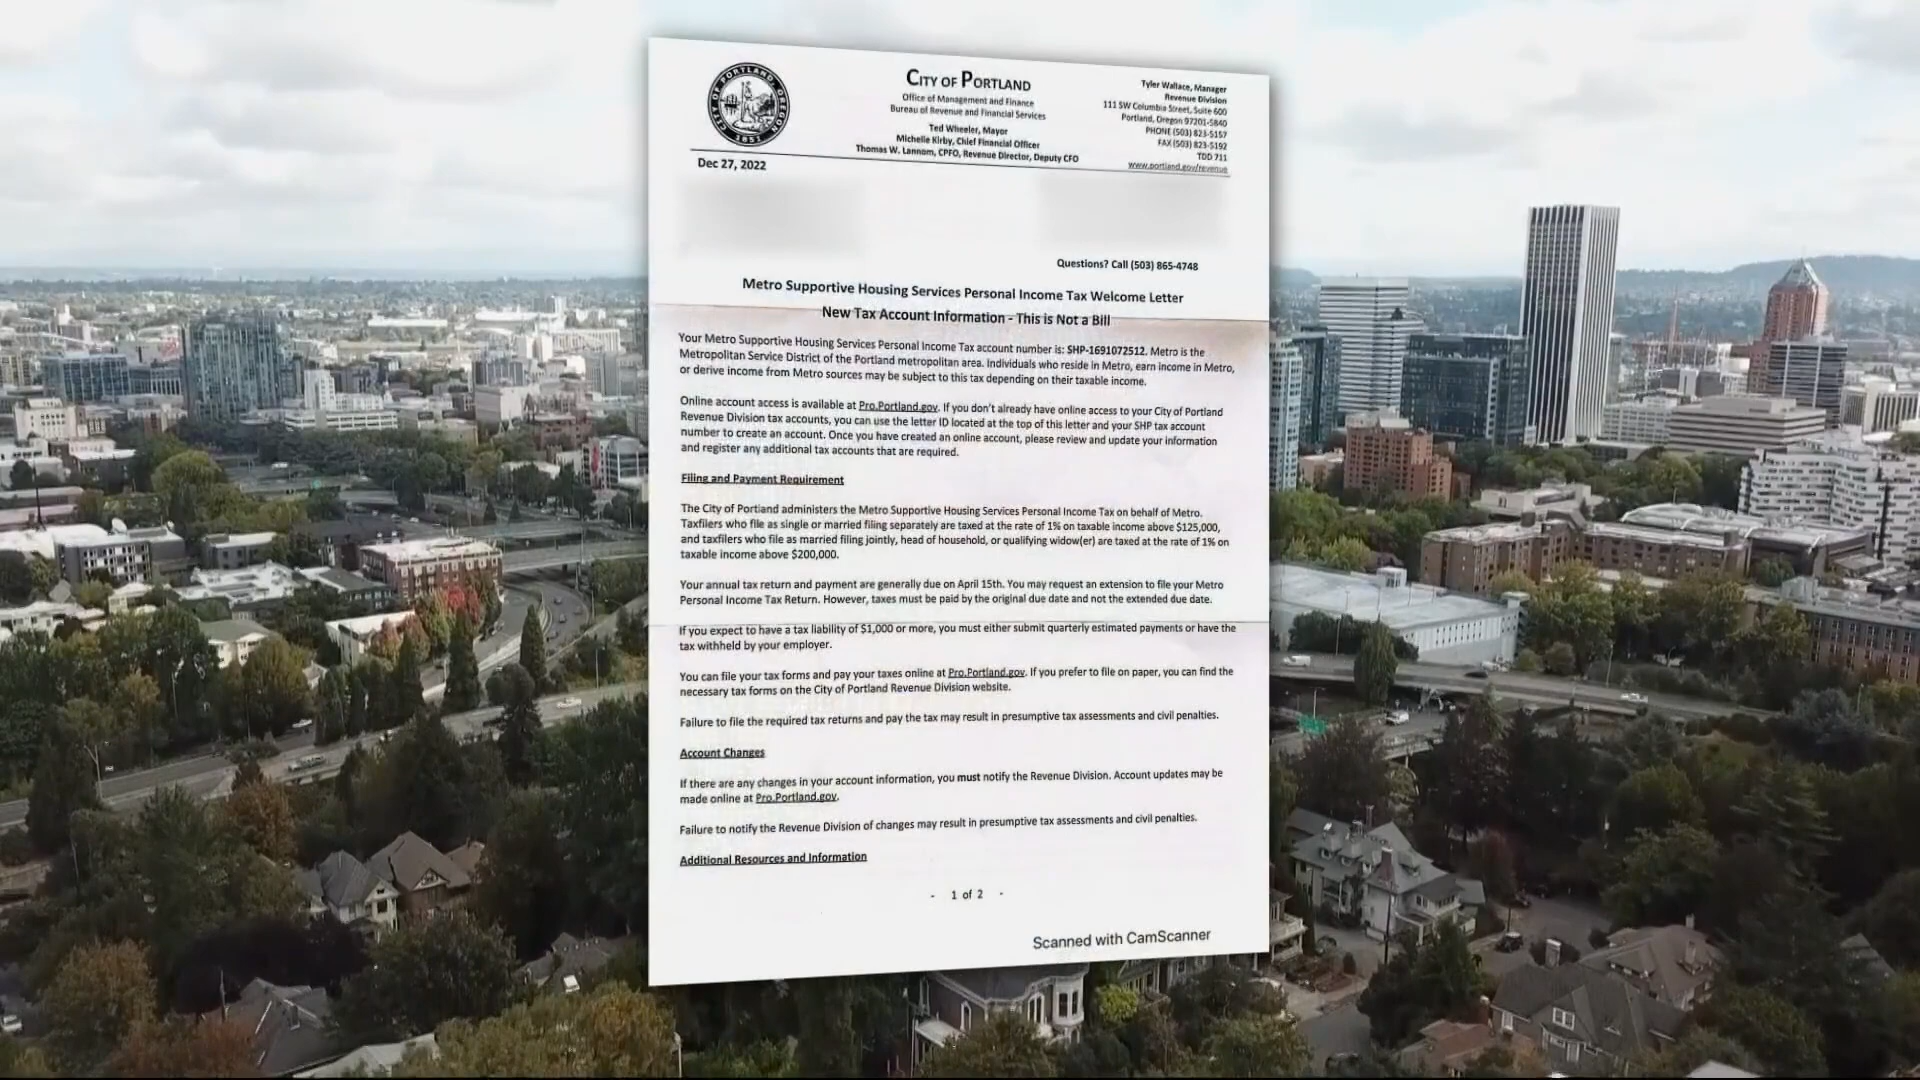 CITY OF PORTLAND, OREGON
1851
CITY OF PORTLAND
Office of Management and Finance
Bureau of Revenue and Financial Services
Ted Wheeler, Mayor
Michelle Kirby, Chief Financial Officer
Thomas W. Lannom, CPFO, Revenue Director, Deputy CFO
Tyler Wallace, Manager
Revenue Division
111 SW Columbia Street, Suite 600
Portland, Oregon 97201-5840
PHONE (503) 823-5157
FAX (503) 823-5192
TDD 711
www.portland.gov/revenue
Dec 27, 2022
Questions? Call (503) 865-4748
Metro Supportive Housing Services Personal Income Tax Welcome Letter
New Tax Account Information - This is Not a Bill
Your Metro Supportive Housing Services Personal Income Tax account number is: SHP-1691072512. Metro is the
Metropolitan Service District of the Portland metropolitan area. Individuals who reside in Metro, earn income in Metro,
or derive income from Metro sources may be subject to this tax depending on their taxable income.
Online account access is available at Pro.Portland.gov. If you don't already have online access to your City of Portland
Revenue Division tax accounts, you can use the letter ID located at the top of this letter and your SHP tax account
number to create an account. Once you have created an online account, please review and update your information
and register any additional tax accounts that are required.
Filing and Payment Requirement
The City of Portland administers the Metro Supportive Housing Services Personal Income Tax on behalf of Metro.
Taxfilers who file as single or married filing separately are taxed at the rate of 1% on taxable income above $125,000,
and taxfilers who file as married filing jointly, head of household, or qualifying widow(er) are taxed at the rate of 1% on
taxable income above $200,000.
Your annual tax return and payment are generally due on April 15th. You may request an extension to file your Metro
Personal Income Tax Return. However, taxes must be paid by the original due date and not the extended due date.
If you expect to have a tax liability of $1,000 or more, you must either submit quarterly estimated payments or have the
tax withheld by your employer.
You can file your tax forms and pay your taxes online at Pro.Portland.gov. If you prefer to file on paper, you can find the
necessary tax forms on the City of Portland Revenue Division website.
Failure to file the required tax returns and pay the tax may result in presumptive tax assessments and civil penalties.
Account Changes
If there are any changes in your account information, you must notify the Revenue Division. Account updates may be
made online at Pro.Portland.gov.
Failure to notify the Revenue Division of changes may result in presumptive tax assessments and civil penalties.
Additional Resources and Information
- 1 of 2 -
Scanned with CamScanner